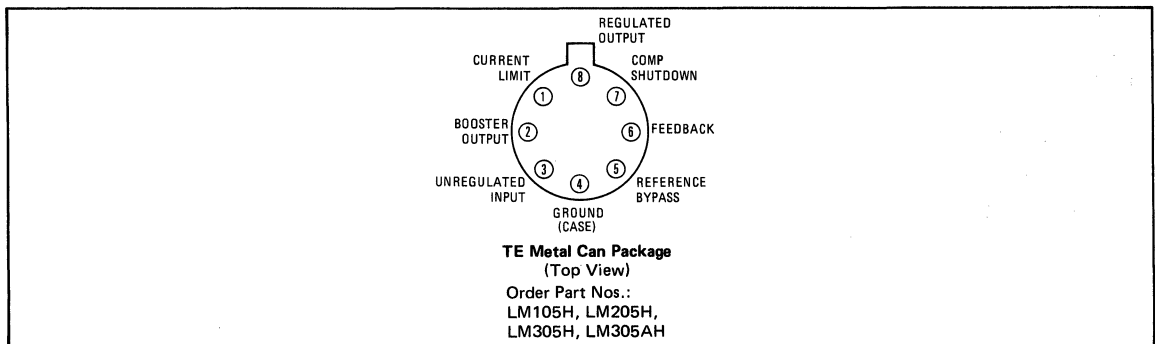 REGULATED
OUTPUT
CURRENT
LIMIT
COMP
SHUTDOWN
8
1
7
BOOSTER
OUTPUT
2
6
FEEDBACK
3
5
UNREGULATED
INPUT
4
REFERENCE
BYPASS
GROUND
(CASE)
TE Metal Can Package
(Top View)
Order Part Nos.:
LM105H, LM205H,
LM305H, LM305AH